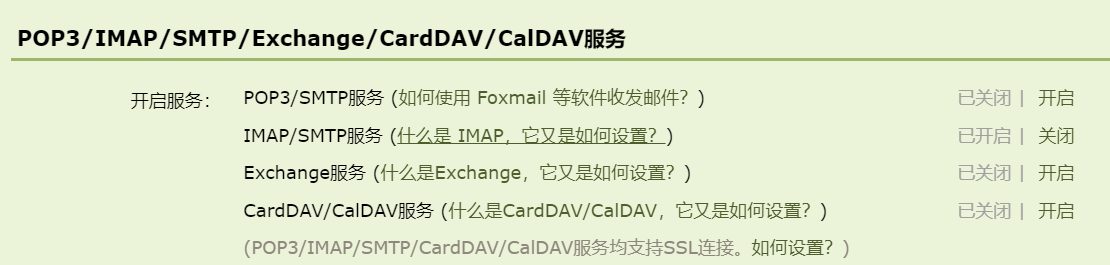 POP3/IMAP/SMTP/Exchange/CardDAV/CalDAV服务
开启服务： POP3/SMTP服务 (如何使用 Foxmail 等软件收发邮件？) 已关闭 | 开启
IMAP/SMTP服务 (什么是 IMAP，它又是如何设置？) 已开启 | 关闭
Exchange服务 (什么是Exchange，它又是如何设置？) 已关闭 | 开启
CardDAV/CalDAV服务 (什么是CardDAV/CalDAV，它又是如何设置？) 已关闭 | 开启
(POP3/IMAP/SMTP/CardDAV/CalDAV服务均支持SSL连接。如何设置？)